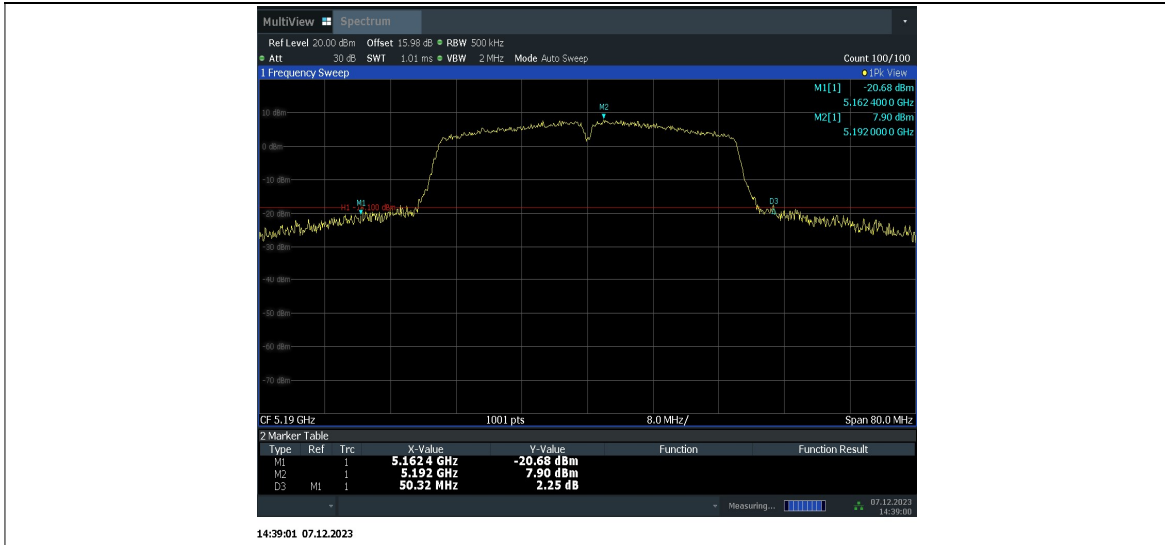 MultiView Spectrum
Ref Level 20.00 dBm Offset 15.98 dB RBW 500 kHz
Att 30 dB SWT 1.01 ms VBW 2 MHz Mode Auto Sweep Count 100/100
1 Frequency Sweep 1Pk View
M1[1] -20.68 dBm
5.162 400 0 GHz
M2[1] 7.90 dBm
5.192 000 0 GHz
M2
10 dBm
0 dBm
-10 dBm
M1
D3
H1 100 dBm
-20 dBm
-30 dBm
-40 dBm
-50 dBm
-60 dBm
-70 dBm
CF 5.19 GHz 1001 pts 8.0 MHz/ Span 80.0 MHz
2 Marker Table
Type Ref Trc X-Value Y-Value Function Function Result
M1 1 5.162 4 GHz -20.68 dBm
M2 1 5.192 GHz 7.90 dBm
D3 M1 1 50.32 MHz 2.25 dB
Measuring... 07.12.2023
14:39:00
14:39:01 07.12.2023